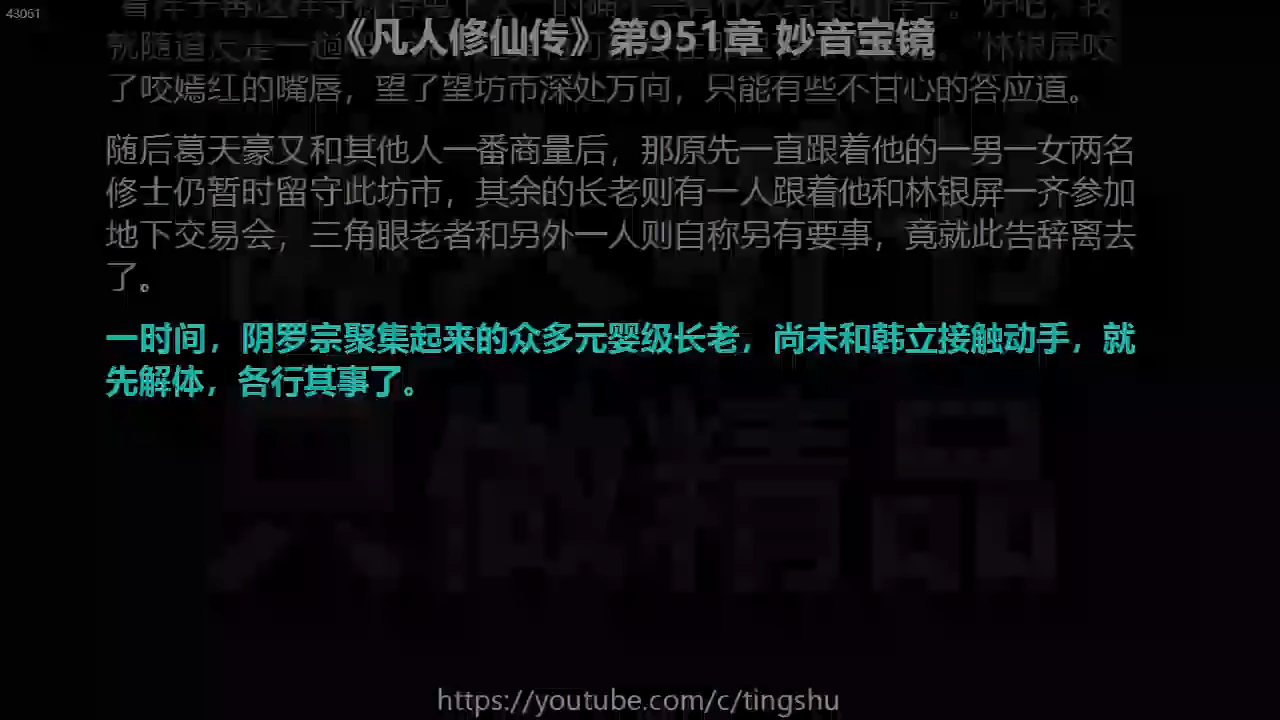 43061
《凡人修仙传》第951章 妙音宝镜
了咬嫣红的嘴唇，望了望坊市深处万向，只能有些不甘心的答应道。
随后葛天豪又和其他人一番商量后，那原先一直跟着他的一男一女两名
修士仍暂时留守此坊市，其余的长老则有一人跟着他和林银屏一齐参加
地下交易会，三角眼老者和另外一人则自称另有要事，竟就此告辞离去
了。
一时间，阴罗宗聚集起来的众多元婴级长老，尚未和韩立接触动手，就
先解体，各行其事了。
只做精品
https://youtube.com/c/tingshu